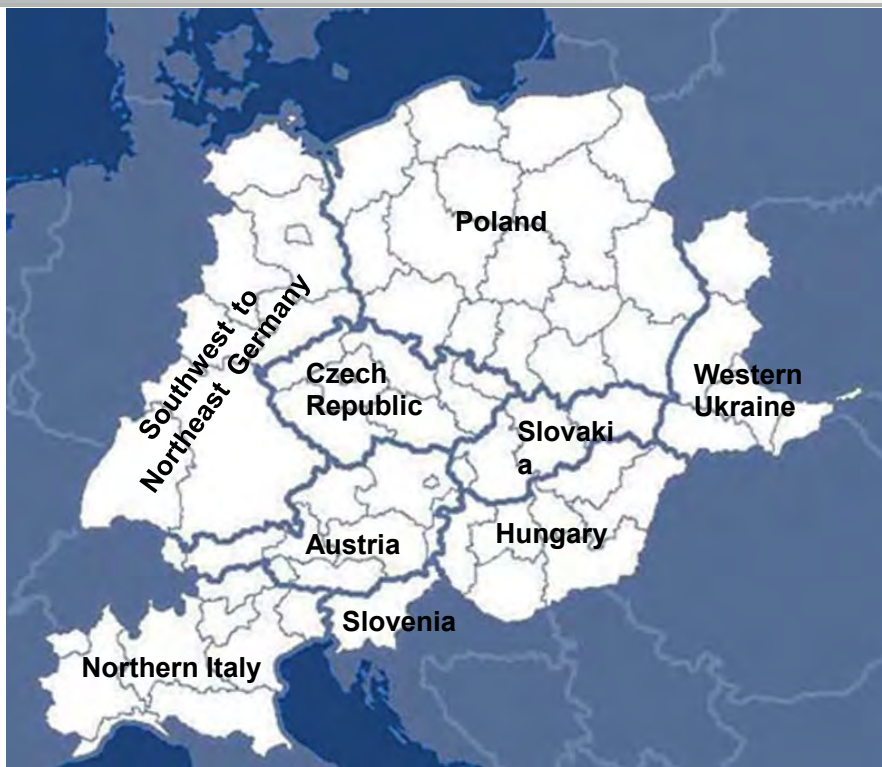 Poland
Southwest to
Northeast Germany
Czech
Republic
Western
Ukraine
Slovaki
a
Austria
Hungary
Slovenia
Northern Italy